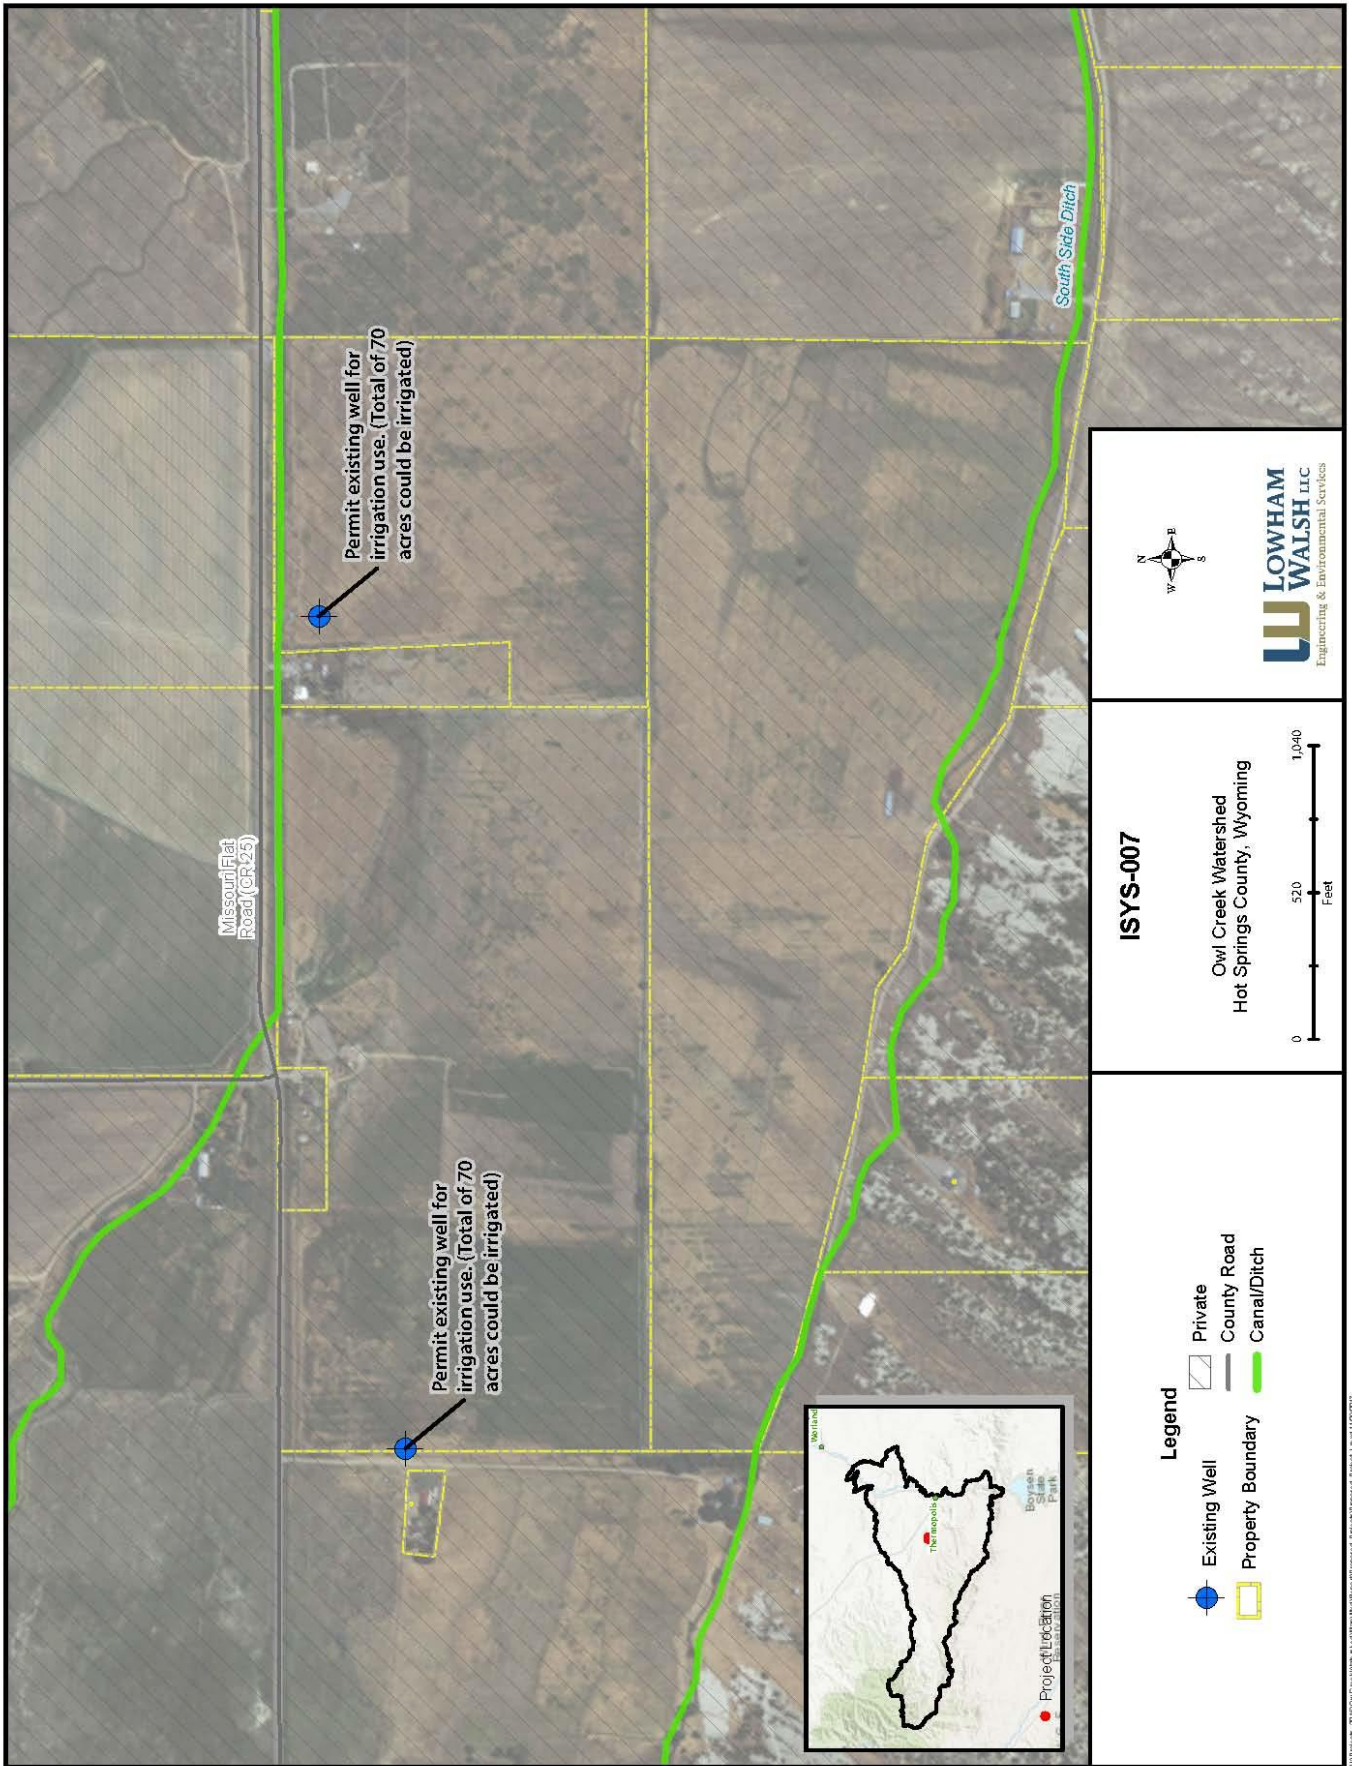 Missouri Flat
Road (CR-25)
Permit existing well for
irrigation use. (Total of 70
acres could be irrigated)
Permit existing well for
irrigation use. (Total of 70
acres could be irrigated)
South Side Ditch
Worland
Thermopolis
Boysen
State
Park
Project Location
Reservation
Legend
Existing Well
Property Boundary
Private
County Road
Canal/Ditch
ISYS-007
Owl Creek Watershed
Hot Springs County, Wyoming
0 520 1,040
Feet
N
W E
S
LOWHAM
WALSH LLC
Engineering & Environmental Services